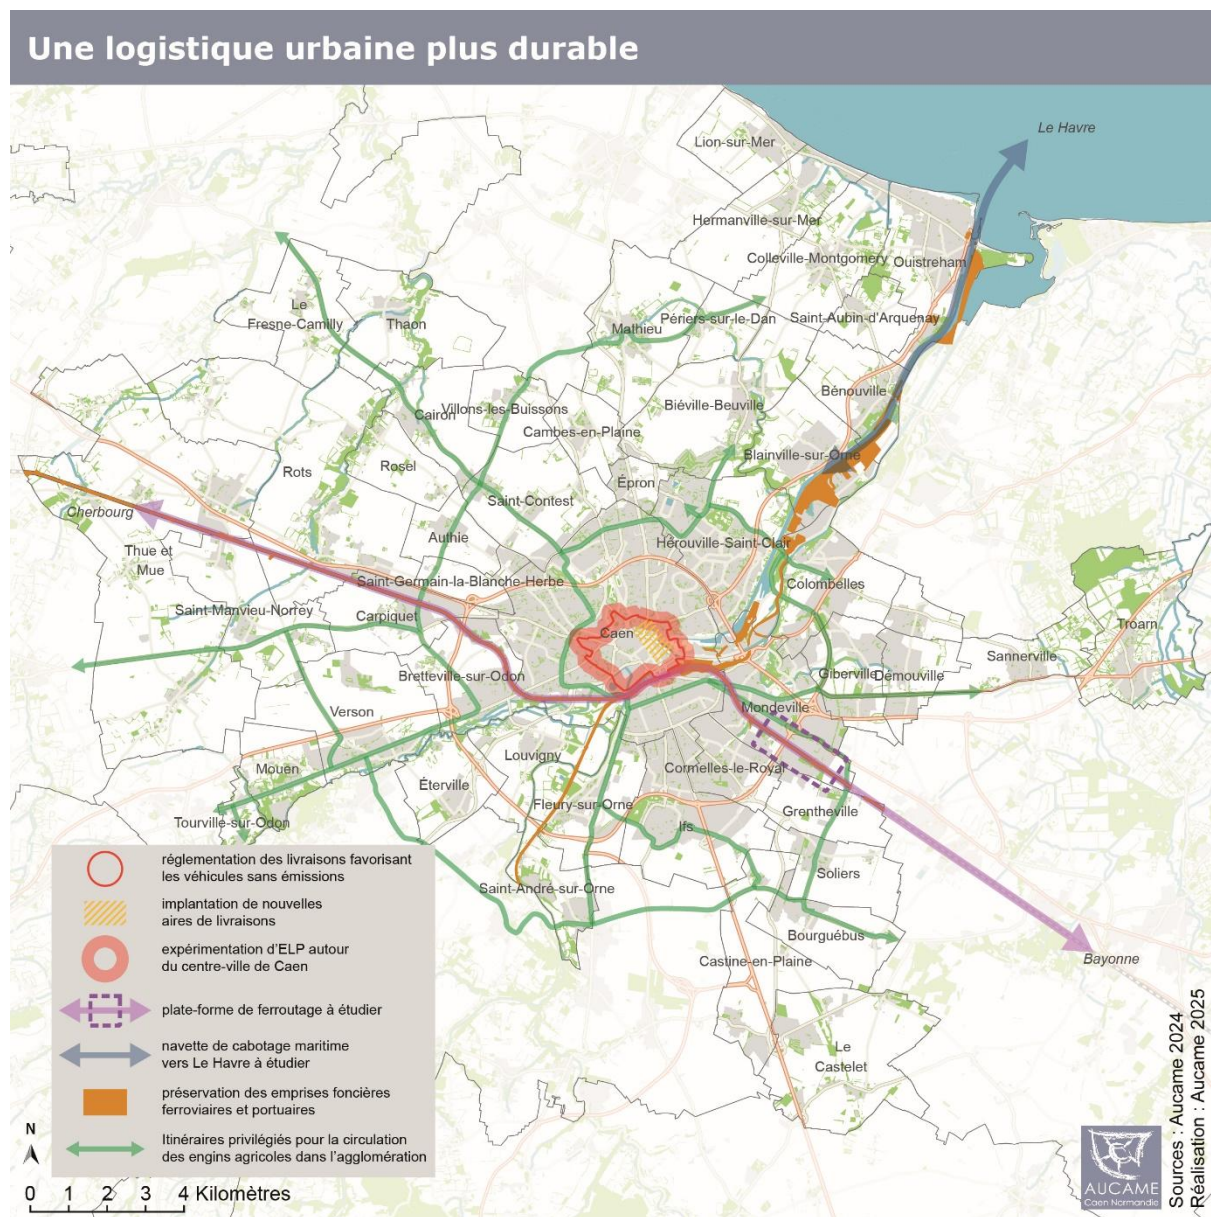 Une logistique urbaine plus durable
Le Havre
Lion-sur-Mer
Hermanville-sur-Mer
Colleville-Montgomery
Ouistreham
Le
Fresne-Camilly
Thaon
Mathieu
Périers-sur-le-Dan
Saint-Aubin-d'Arquenay
Bénouville
Cairon
Villons-les-Buissons
Biéville-Beuville
Cambes-en-Plaine
Blainville-sur-Orne
Rots
Rosel
Épron
Saint-Contest
Cherbourg
Authie
Hérouville-Saint-Clair
Thue et
Mue
Saint-Germain-la-Blanche-Herbe
Colombelles
Saint-Manvieu-Norrey
Carpiquet
Caen
Troarn
Sannerville
Bretteville-sur-Odon
Giberville
Démouville
Verson
Mondeville
Mouen
Louvigny
Cormelles-le-Royal
Éterville
Fleury-sur-Orne
Grentheville
Tourville-sur-Odon
Ifs
Saint-André-sur-Orne
Soliers
Bourguébus
Castine-en-Plaine
Bayonne
Le
Castelet
réglementation des livraisons favorisant
les véhicules sans émissions
implantation de nouvelles
aires de livraisons
expérimentation d'ELP autour
du centre-ville de Caen
plate-forme de ferroutage à étudier
navette de cabotage maritime
vers Le Havre à étudier
préservation des emprises foncières
ferroviaires et portuaires
Itinéraires privilégiés pour la circulation
des engins agricoles dans l'agglomération
N
0 1 2 3 4 Kilomètres
AUCAME
Caen Normandie
Sources : Aucame 2024
Réalisation : Aucame 2025